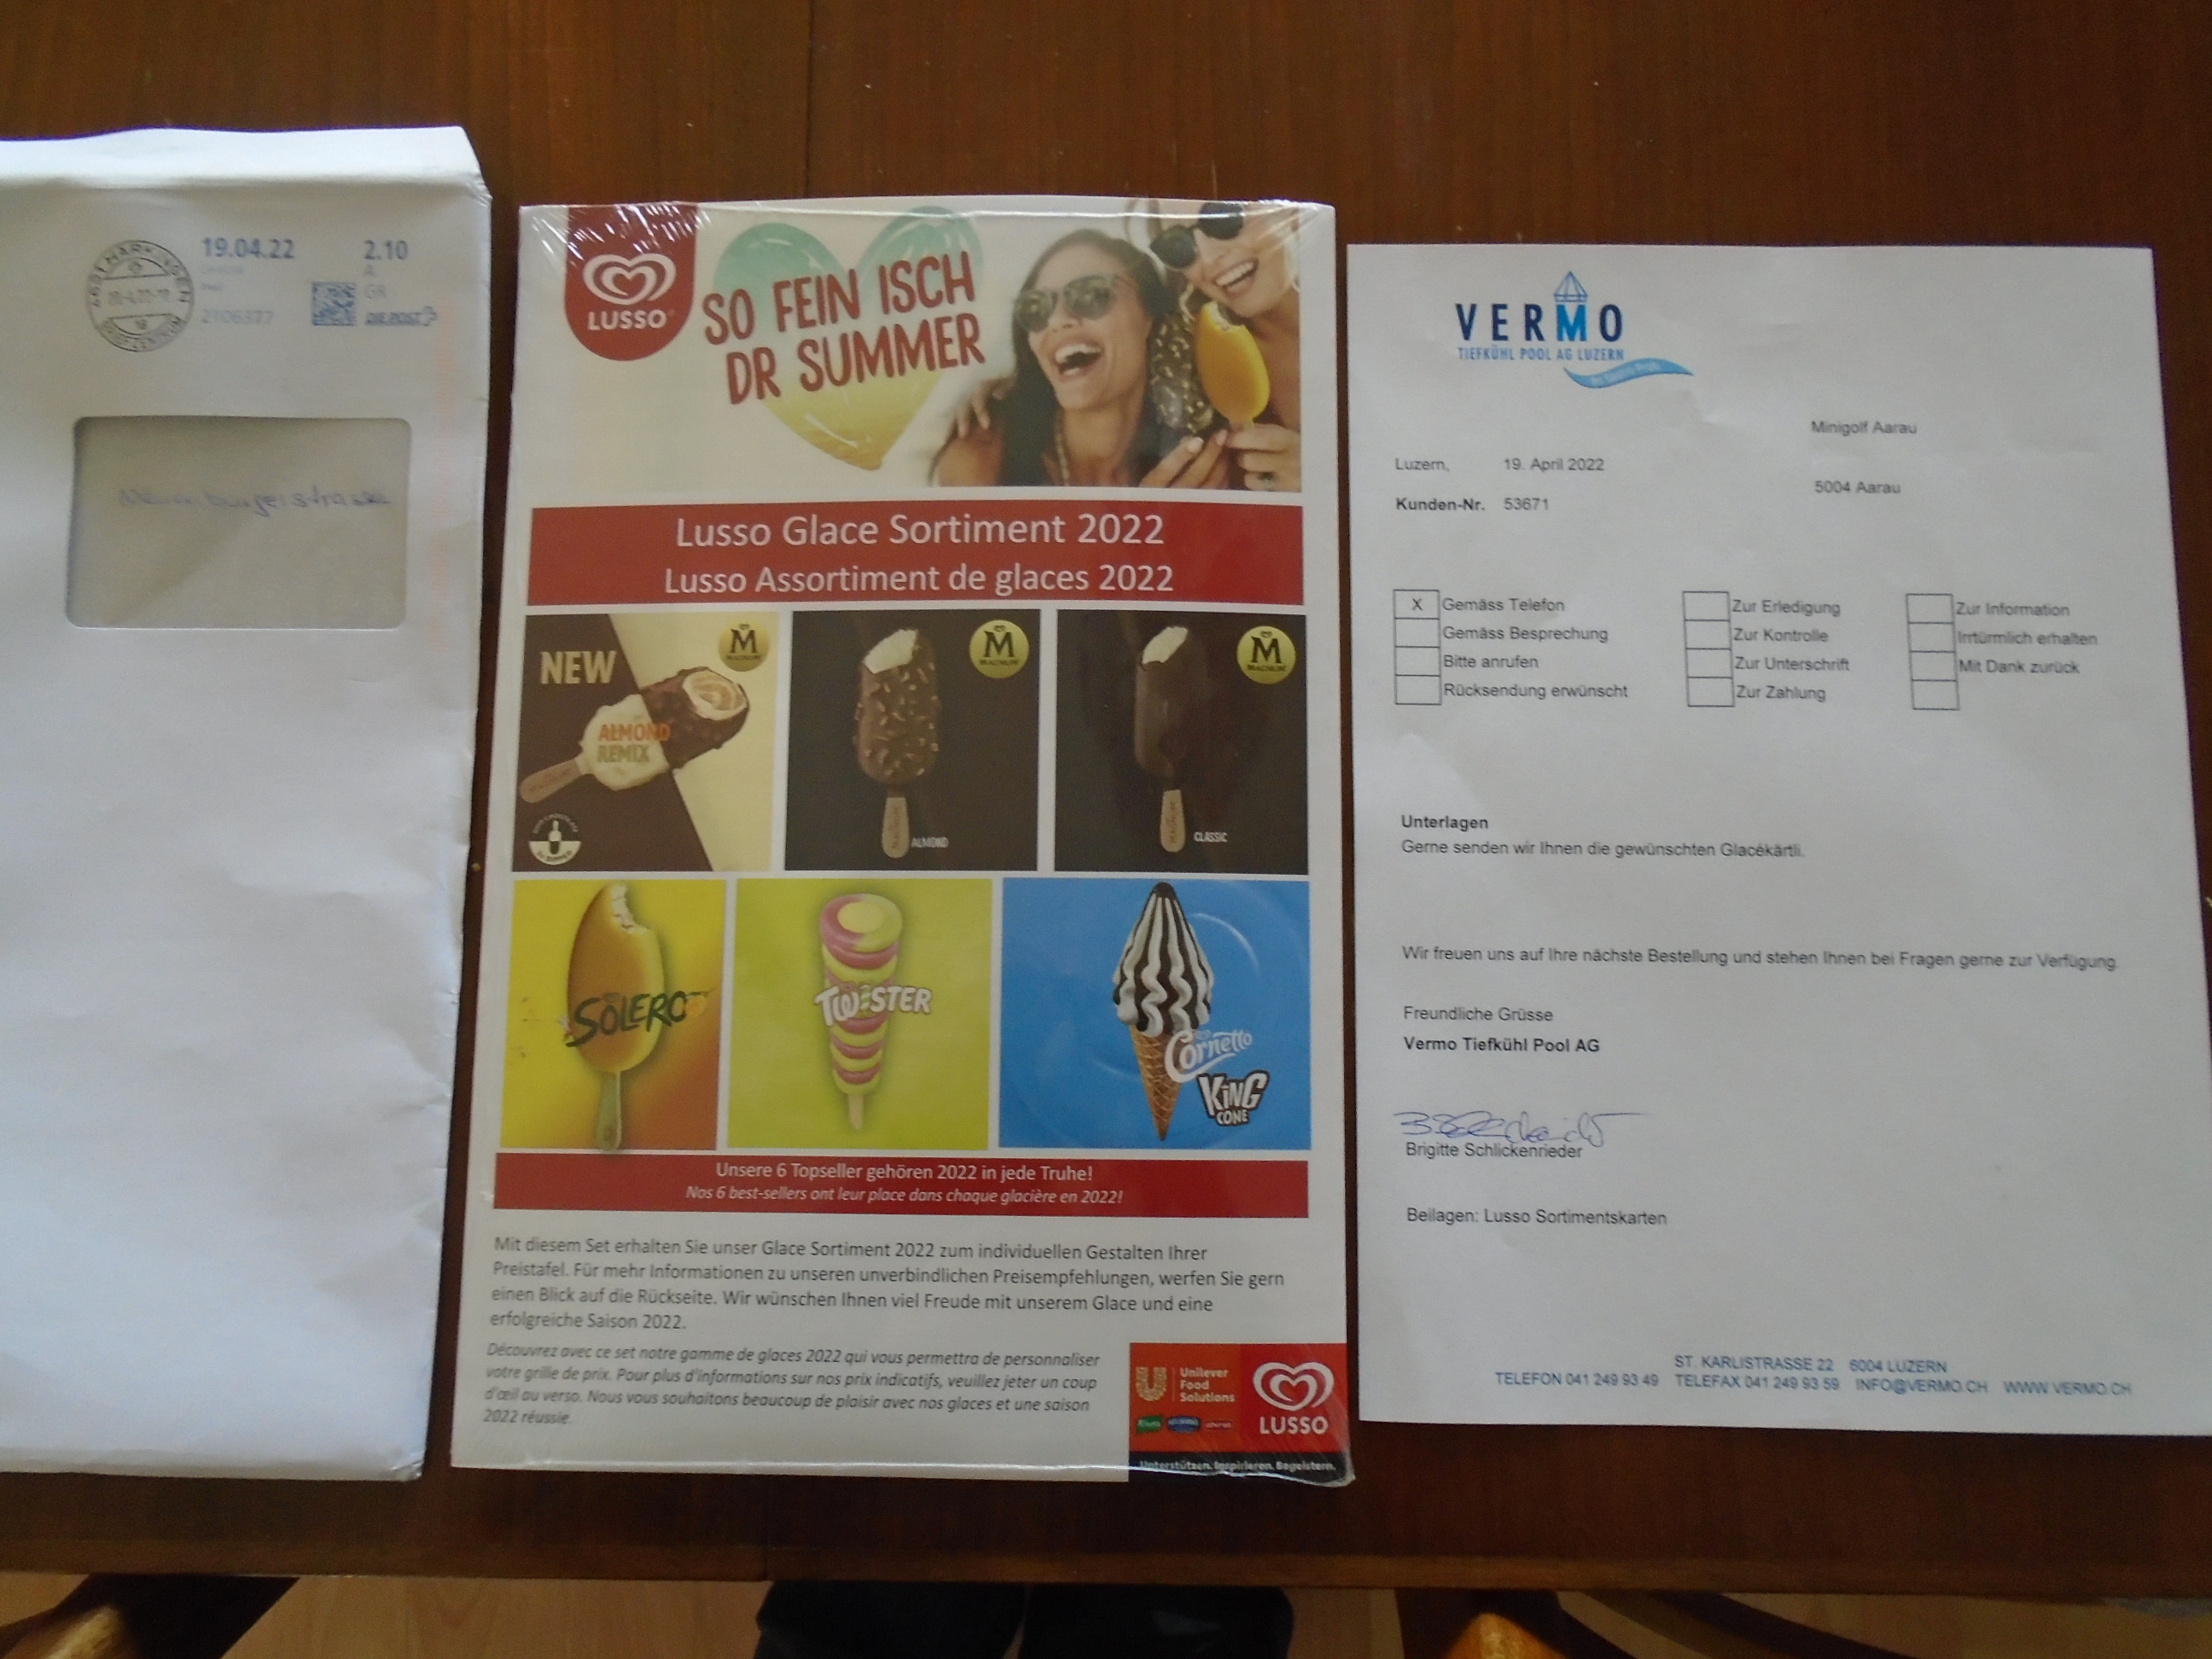 19.04.22
2.10
A
GR
2106377
DIE POST
LUSSO
SO FEIN ISCH
DR SUMMER
Lusso Glace Sortiment 2022
Lusso Assortiment de glaces 2022
NEW
ALMOND
REMIX
M
MAGNUM
M
MAGNUM
ALMOND
M
MAGNUM
CLASSIC
SOLERO
TWISTER
Cornetto
KING
CONE
Unsere 6 Topseller gehören 2022 in jede Truhe!
Nos 6 best-sellers ont leur place dans chaque glacière en 2022!
Mit diesem Set erhalten Sie unser Glace Sortiment 2022 zum individuellen Gestalten Ihrer
Preistafel. Für mehr Informationen zu unseren unverbindlichen Preisempfehlungen, werfen Sie gern
einen Blick auf die Rückseite. Wir wünschen Ihnen viel Freude mit unserem Glace und eine
erfolgreiche Saison 2022.
Découvrez avec ce set notre gamme de glaces 2022 qui vous permettra de personnaliser
votre grille de prix. Pour plus d'informations sur nos prix indicatifs, veuillez jeter un coup
d'œil au verso. Nous vous souhaitons beaucoup de plaisir avec nos glaces et une saison
2022 réussie.
Unilever
Food
Solutions
LUSSO
Unterstützen. Inspirieren. Begeistern.
VERMO
TIEFKÜHL POOL AG LUZERN
Minigolf Aarau
Luzern, 19. April 2022
5004 Aarau
Kunden-Nr. 53671
X Gemäss Telefon Zur Erledigung Zur Information
Gemäss Besprechung Zur Kontrolle Irrtürmlich erhalten
Bitte anrufen Zur Unterschrift Mit Dank zurück
Rücksendung erwünscht Zur Zahlung
Unterlagen
Gerne senden wir Ihnen die gewünschten Glacékärtli.
Wir freuen uns auf Ihre nächste Bestellung und stehen Ihnen bei Fragen gerne zur Verfügung.
Freundliche Grüsse
Vermo Tiefkühl Pool AG
Brigitte Schlickenrieder
Beilagen: Lusso Sortimentskarten
ST. KARLISTRASSE 22 6004 LUZERN
TELEFON 041 249 93 49 TELEFAX 041 249 93 59 INFO@VERMO.CH WWW.VERMO.CH